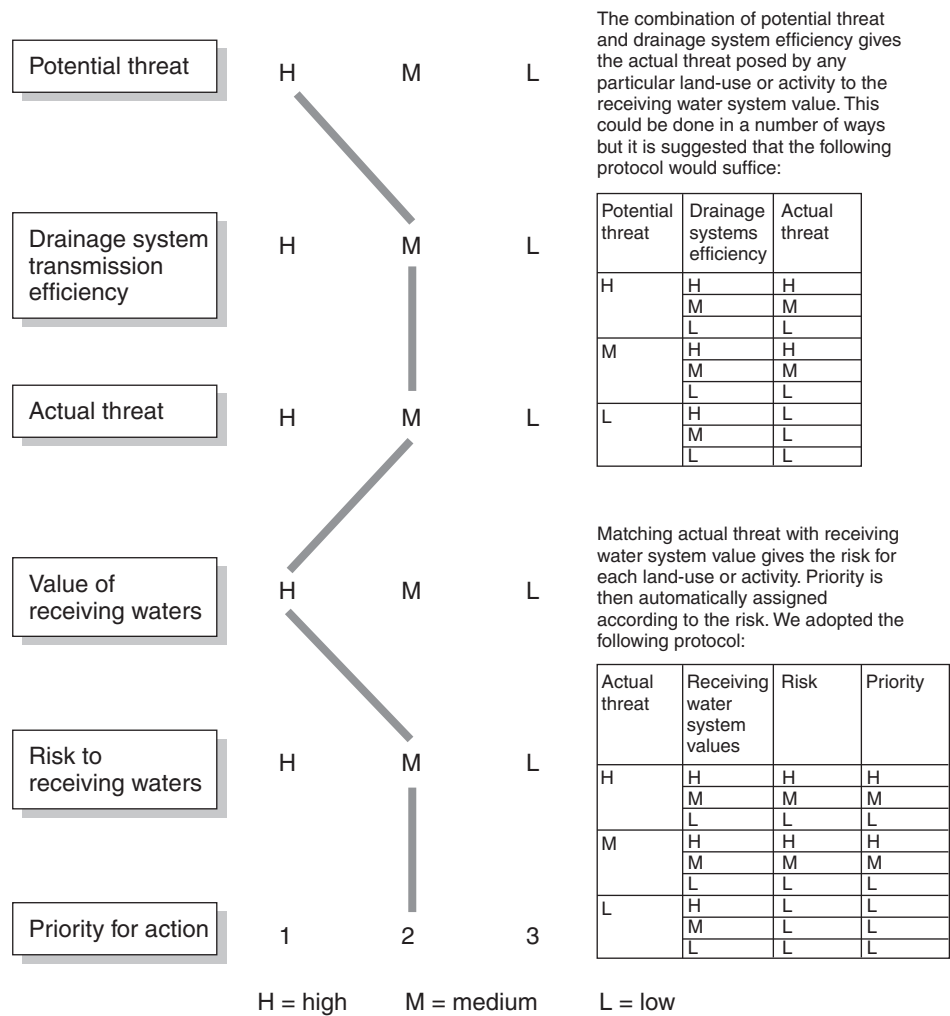 Potential threat
H M L
Drainage system
transmission
efficiency
H M L
Actual threat
H M L
Value of
receiving waters
H M L
Risk to
receiving waters
H M L
Priority for action
1 2 3
H = high M = medium L = low
The combination of potential threat
and drainage system efficiency gives
the actual threat posed by any
particular land-use or activity to the
receiving water system value. This
could be done in a number of ways
but it is suggested that the following
protocol would suffice:
Potential Drainage Actual
threat systems threat
efficiency
H H H
M M
L L
M H H
M M
L L
L H L
M L
L L
Matching actual threat with receiving
water system value gives the risk for
each land-use or activity. Priority is
then automatically assigned
according to the risk. We adopted the
following protocol:
Actual Receiving Risk Priority
threat water
system
values
H H H H
M M M
L L L
M H H H
M M M
L L L
L H L L
M L L
L L L